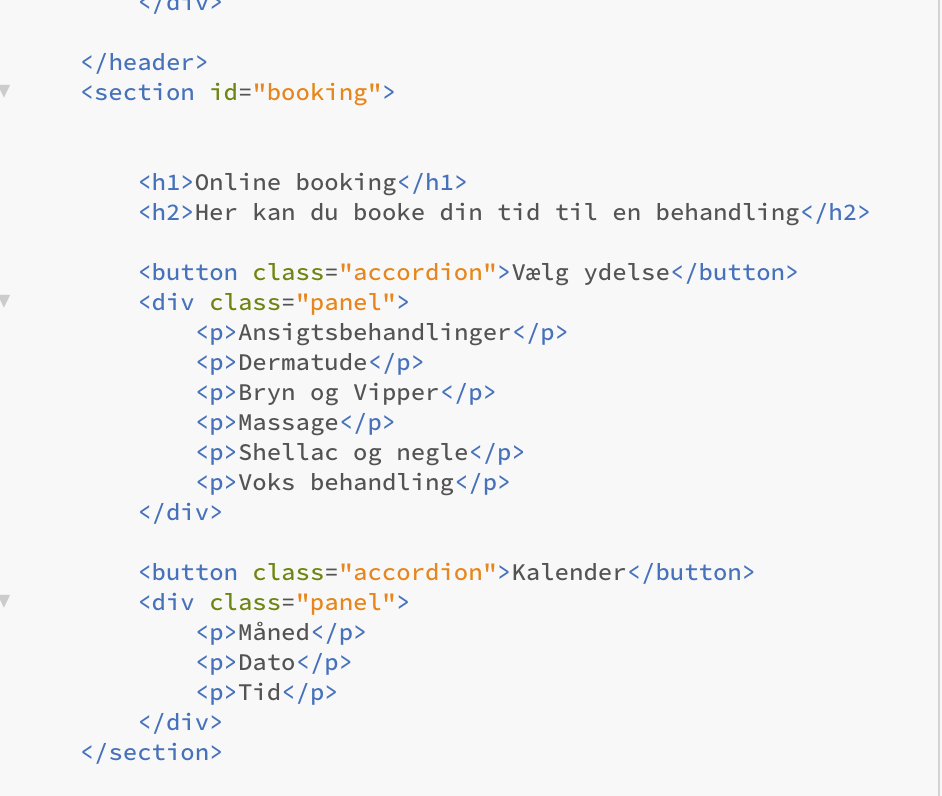 </div>
</header>
<section id="booking">
<h1>Online booking</h1>
<h2>Her kan du booke din tid til en behandling</h2>
<button class="accordion">Vælg ydelse</button>
<div class="panel">
<p>Ansigtsbehandlinger</p>
<p>Dermatude</p>
<p>Bryn og Vipper</p>
<p>Massage</p>
<p>Shellac og negle</p>
<p>Voks behandling</p>
</div>
<button class="accordion">Kalender</button>
<div class="panel">
<p>Måned</p>
<p>Dato</p>
<p>Tid</p>
</div>
</section>